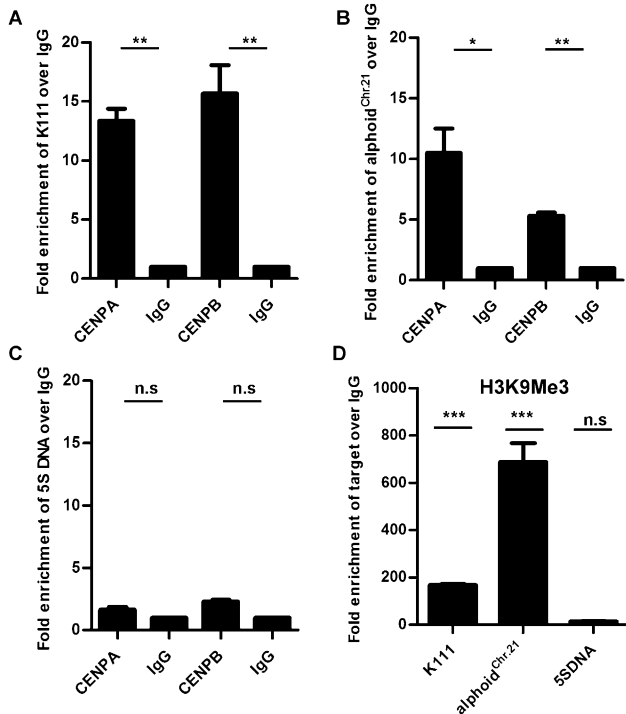 A
Fold enrichment of K111 over IgG
20
15
10
5
0
**
**
CENPA
IgG
CENPB
IgG
B
Fold enrichment of alphoidChr.21 over IgG
20
15
10
5
0
*
**
CENPA
IgG
CENPB
IgG
C
Fold enrichment of 5S DNA over IgG
20
15
10
5
0
n.s
n.s
CENPA
IgG
CENPB
IgG
D
H3K9Me3
Fold enrichment of target over IgG
1000
800
600
400
200
0
***
***
n.s
K111
alphoidChr.21
5SDNA